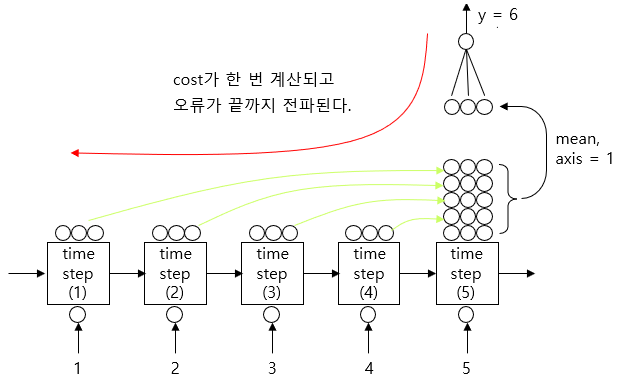 y = 6
cost가 한 번 계산되고
오류가 끝까지 전파된다.
mean,
axis = 1
time
step
(1)
time
step
(2)
time
step
(3)
time
step
(4)
time
step
(5)
1
2
3
4
5